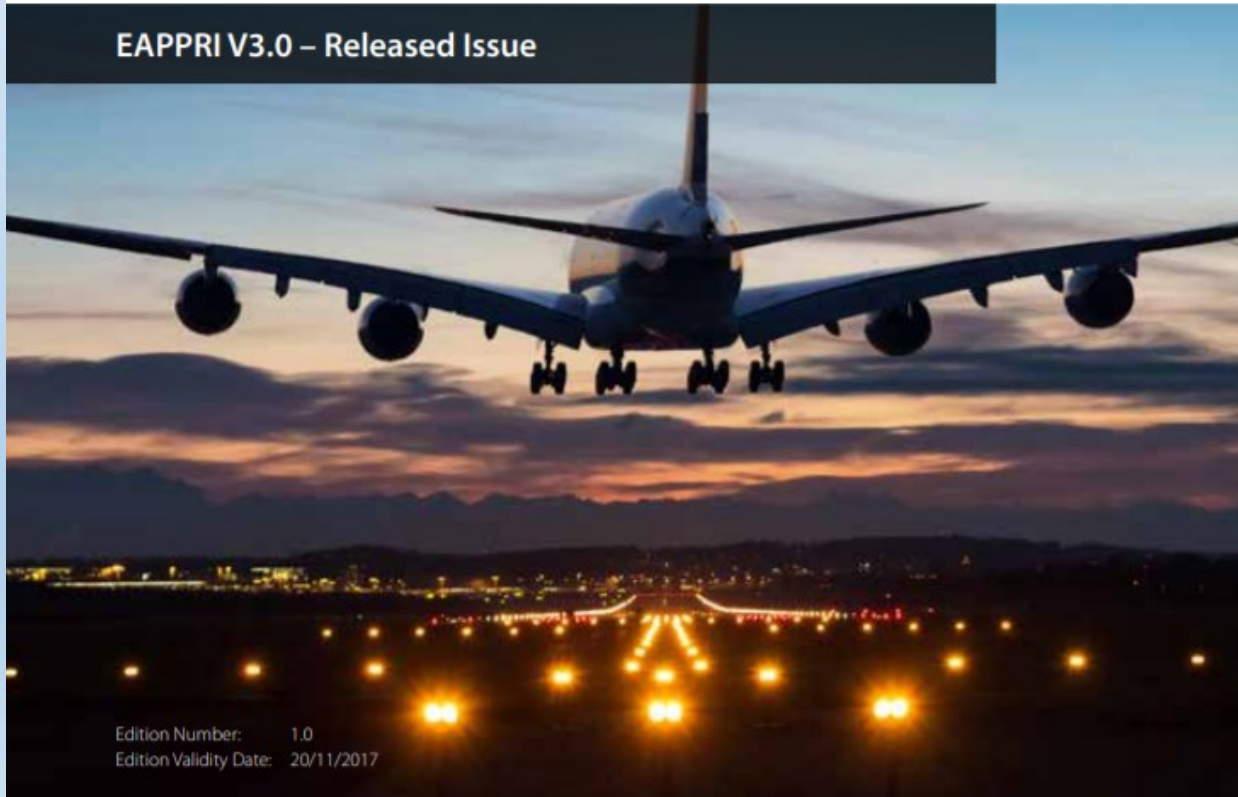 EAPPRI V3.0 – Released Issue
Edition Number: 1.0
Edition Validity Date: 20/11/2017